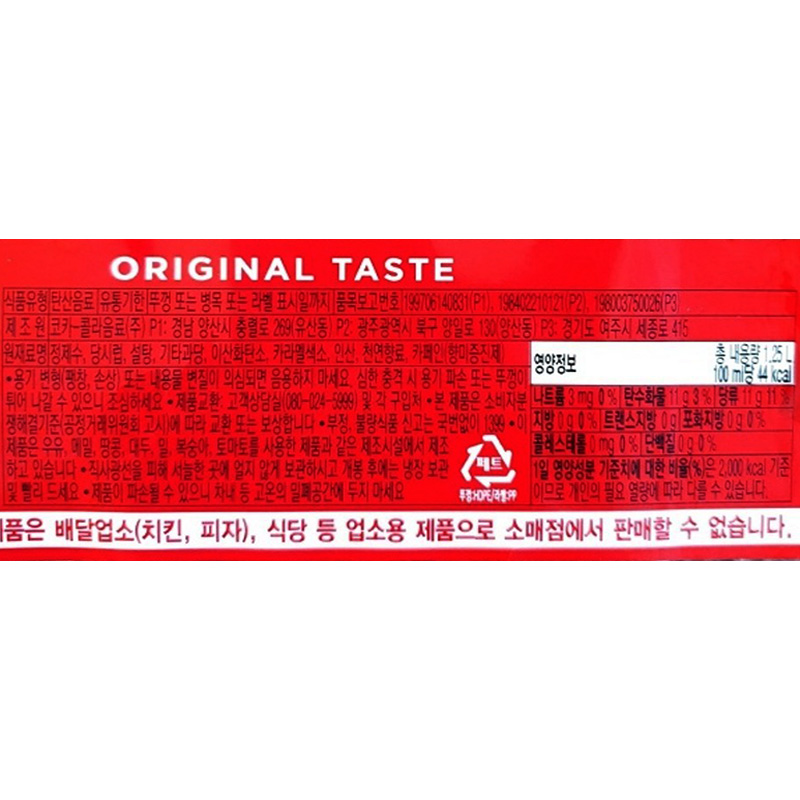 ORIGINAL TASTE
식품유형 탄산음료 유통기한 뚜껑 또는 병목 또는 라벨 표시일까지 품목보고번호 199706140831(P1), 198402210121(P2), 198003750026(P3)
제 조 원 코카-콜라음료(주) P1: 경남 양산시 충렬로 269(유산동) P2: 광주광역시 북구 양일로 130(양산동) P3: 경기도 여주시 세종로 415
원재료명 정제수, 당시럽, 설탕, 기타과당, 이산화탄소, 카라멜색소, 인산, 천연향료, 카페인(향미증진제)
•용기 변형(팽창, 손상) 또는 내용물 변질이 의심되면 음용하지 마세요. 심한 충격 시 용기 파손 또는 뚜껑이
튀어 나갈 수 있으니 조심하세요 •제품교환: 고객상담실(080-024-5999) 및 각 구입처 •본 제품은 소비자분
쟁해결기준(공정거래위원회 고시)에 따라 교환 또는 보상합니다 •부정, 불량식품 신고는 국번없이 1399 •이
제품은 우유, 메밀, 땅콩, 대두, 밀, 복숭아, 토마토를 사용한 제품과 같은 제조시설에서 제조
하고 있습니다 •직사광선을 피해 서늘한 곳에 얼지 않게 보관하시고 개봉 후에는 냉장 보관
및 빨리 드세요 •제품이 파손될 수 있으니 차내 등 고온의 밀폐공간에 두지 마세요
페트
뚜껑:HDPE/라벨:PP
영양정보
총 내용량 1.25 L
100 ml당 44 kcal
나트륨 3 mg 0% 탄수화물 11 g 3% 당류 11 g 11%
지방 0 g 0% 트랜스지방 0 g 포화지방 0 g 0%
콜레스테롤 0 mg 0% 단백질 0 g 0%
1일 영양성분 기준치에 대한 비율(%)은 2,000 kcal 기준
이므로 개인의 필요 열량에 따라 다를 수 있습니다.
제품은 배달업소(치킨, 피자), 식당 등 업소용 제품으로 소매점에서 판매할 수 없습니다.